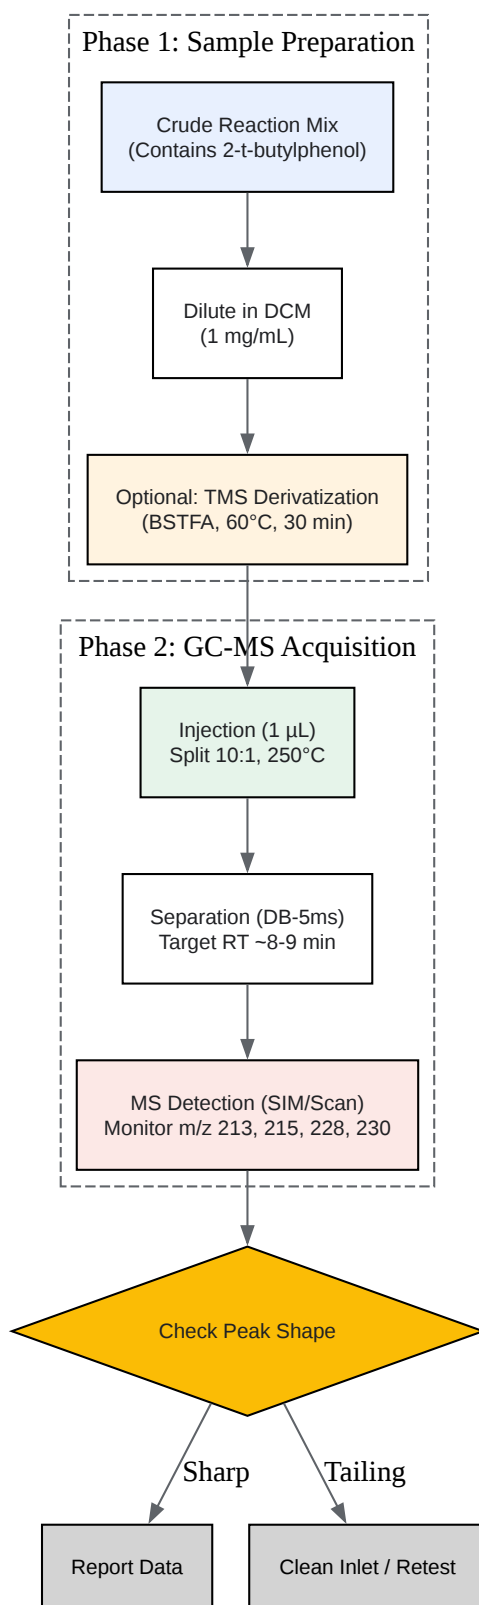 Phase 1: Sample Preparation
Crude Reaction Mix
(Contains 2-t-butylphenol)
Dilute in DCM
(1 mg/mL)
Optional: TMS Derivatization
(BSTFA, 60°C, 30 min)
Phase 2: GC-MS Acquisition
Injection (1 µL)
Split 10:1, 250°C
Separation (DB-5ms)
Target RT ~8-9 min
MS Detection (SIM/Scan)
Monitor m/z 213, 215, 228, 230
Check Peak Shape
Sharp
Tailing
Report Data
Clean Inlet / Retest